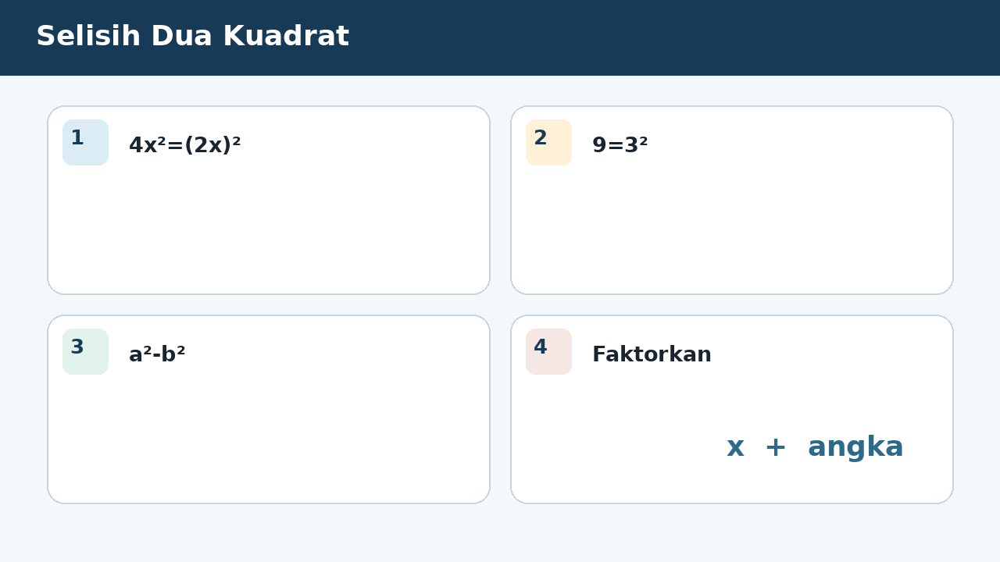 Selisih Dua Kuadrat
1
4x²=(2x)²
2
9=3²
3
a²-b²
4
Faktorkan
x + angka